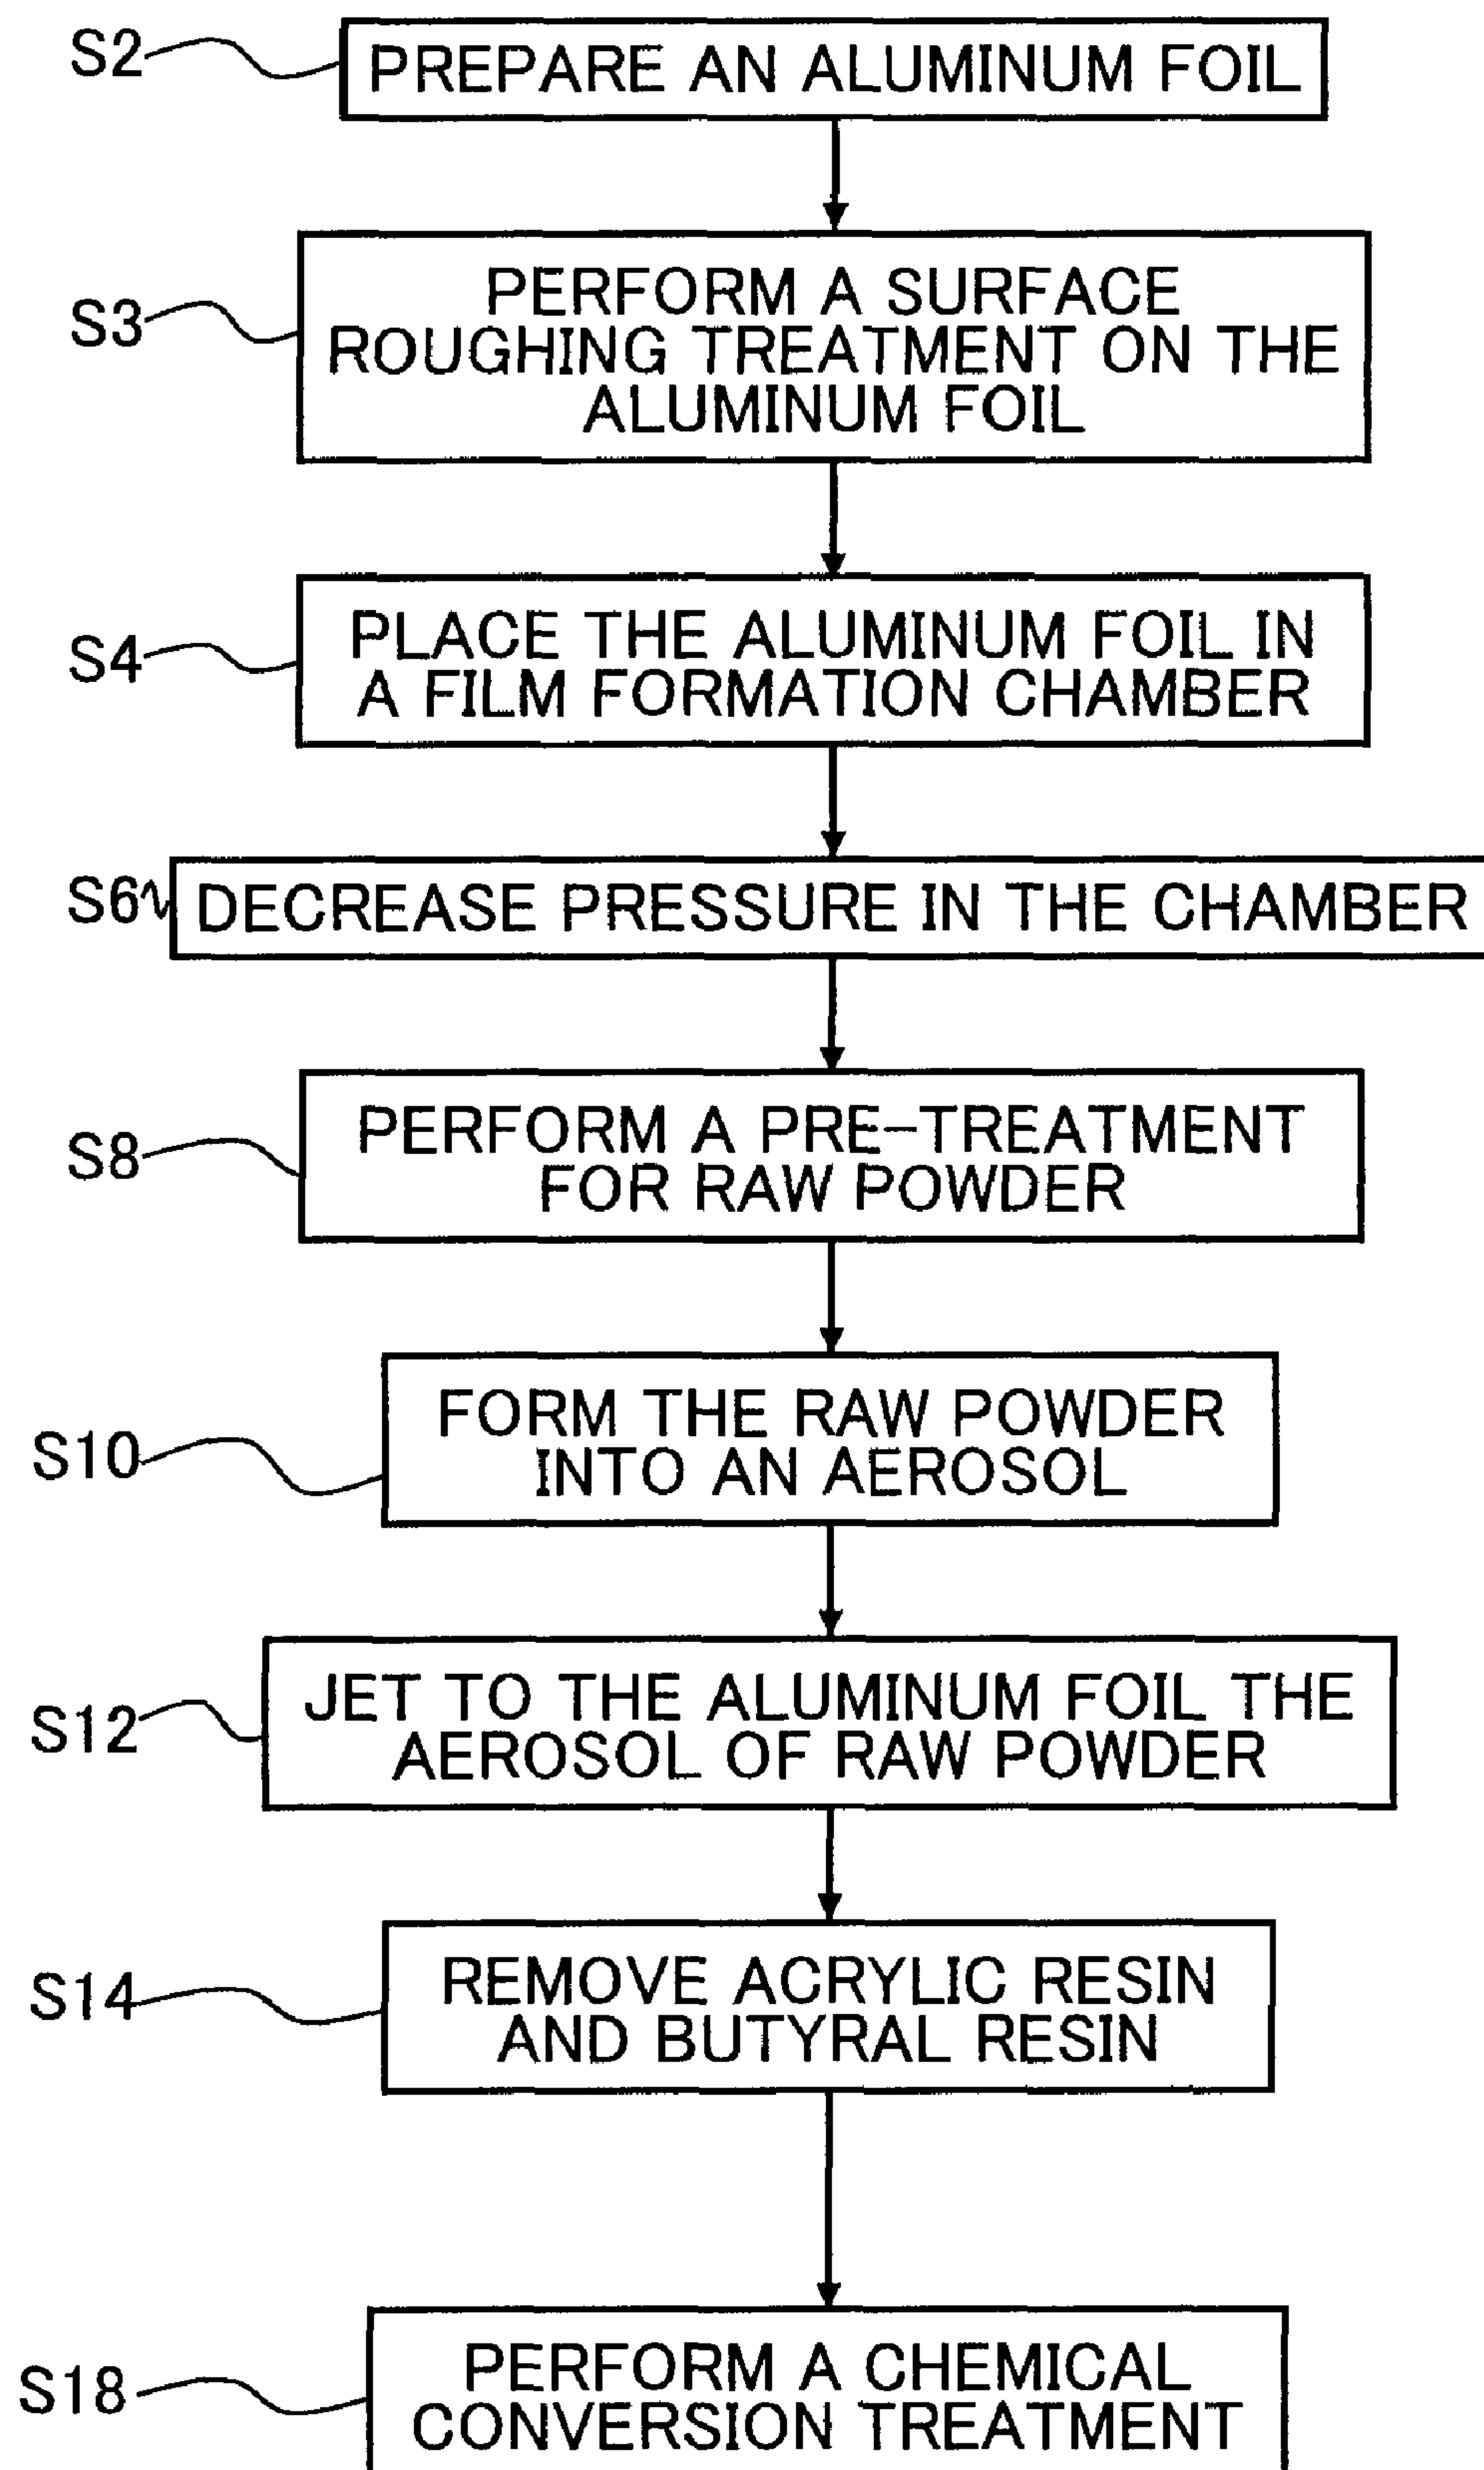 S2
PREPARE AN ALUMINUM FOIL
S3
PERFORM A SURFACE
ROUGHING TREATMENT ON THE
ALUMINUM FOIL
S4
PLACE THE ALUMINUM FOIL IN
A FILM FORMATION CHAMBER
S6
DECREASE PRESSURE IN THE CHAMBER
S8
PERFORM A PRE-TREATMENT
FOR RAW POWDER
S10
FORM THE RAW POWDER
INTO AN AEROSOL
S12
JET TO THE ALUMINUM FOIL THE
AEROSOL OF RAW POWDER
S14
REMOVE ACRYLIC RESIN
AND BUTYRAL RESIN
S18
PERFORM A CHEMICAL
CONVERSION TREATMENT